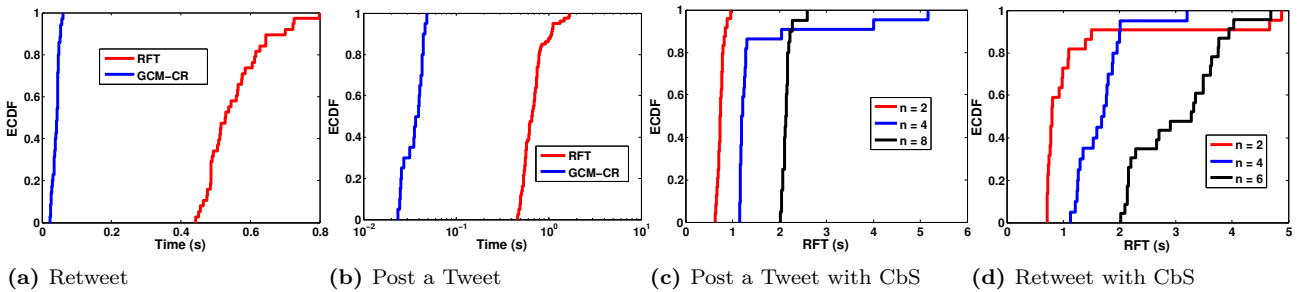 1
0.8
0.6
0.4
0.2
0
ECDF
RFT
GCM-CR
0 0.2 0.4 0.6 0.8
Time (s)
(a) Retweet
1
0.8
0.6
0.4
0.2
0
ECDF
RFT
GCM-CR
10−2 10−1 100 101
Time (s)
(b) Post a Tweet
1
0.8
0.6
0.4
0.2
0
ECDF
n = 2
n = 4
n = 8
0 1 2 3 4 5 6
RFT (s)
(c) Post a Tweet with CbS
1
0.8
0.6
0.4
0.2
0
ECDF
n = 2
n = 4
n = 6
0 1 2 3 4 5
RFT (s)
(d) Retweet with CbS